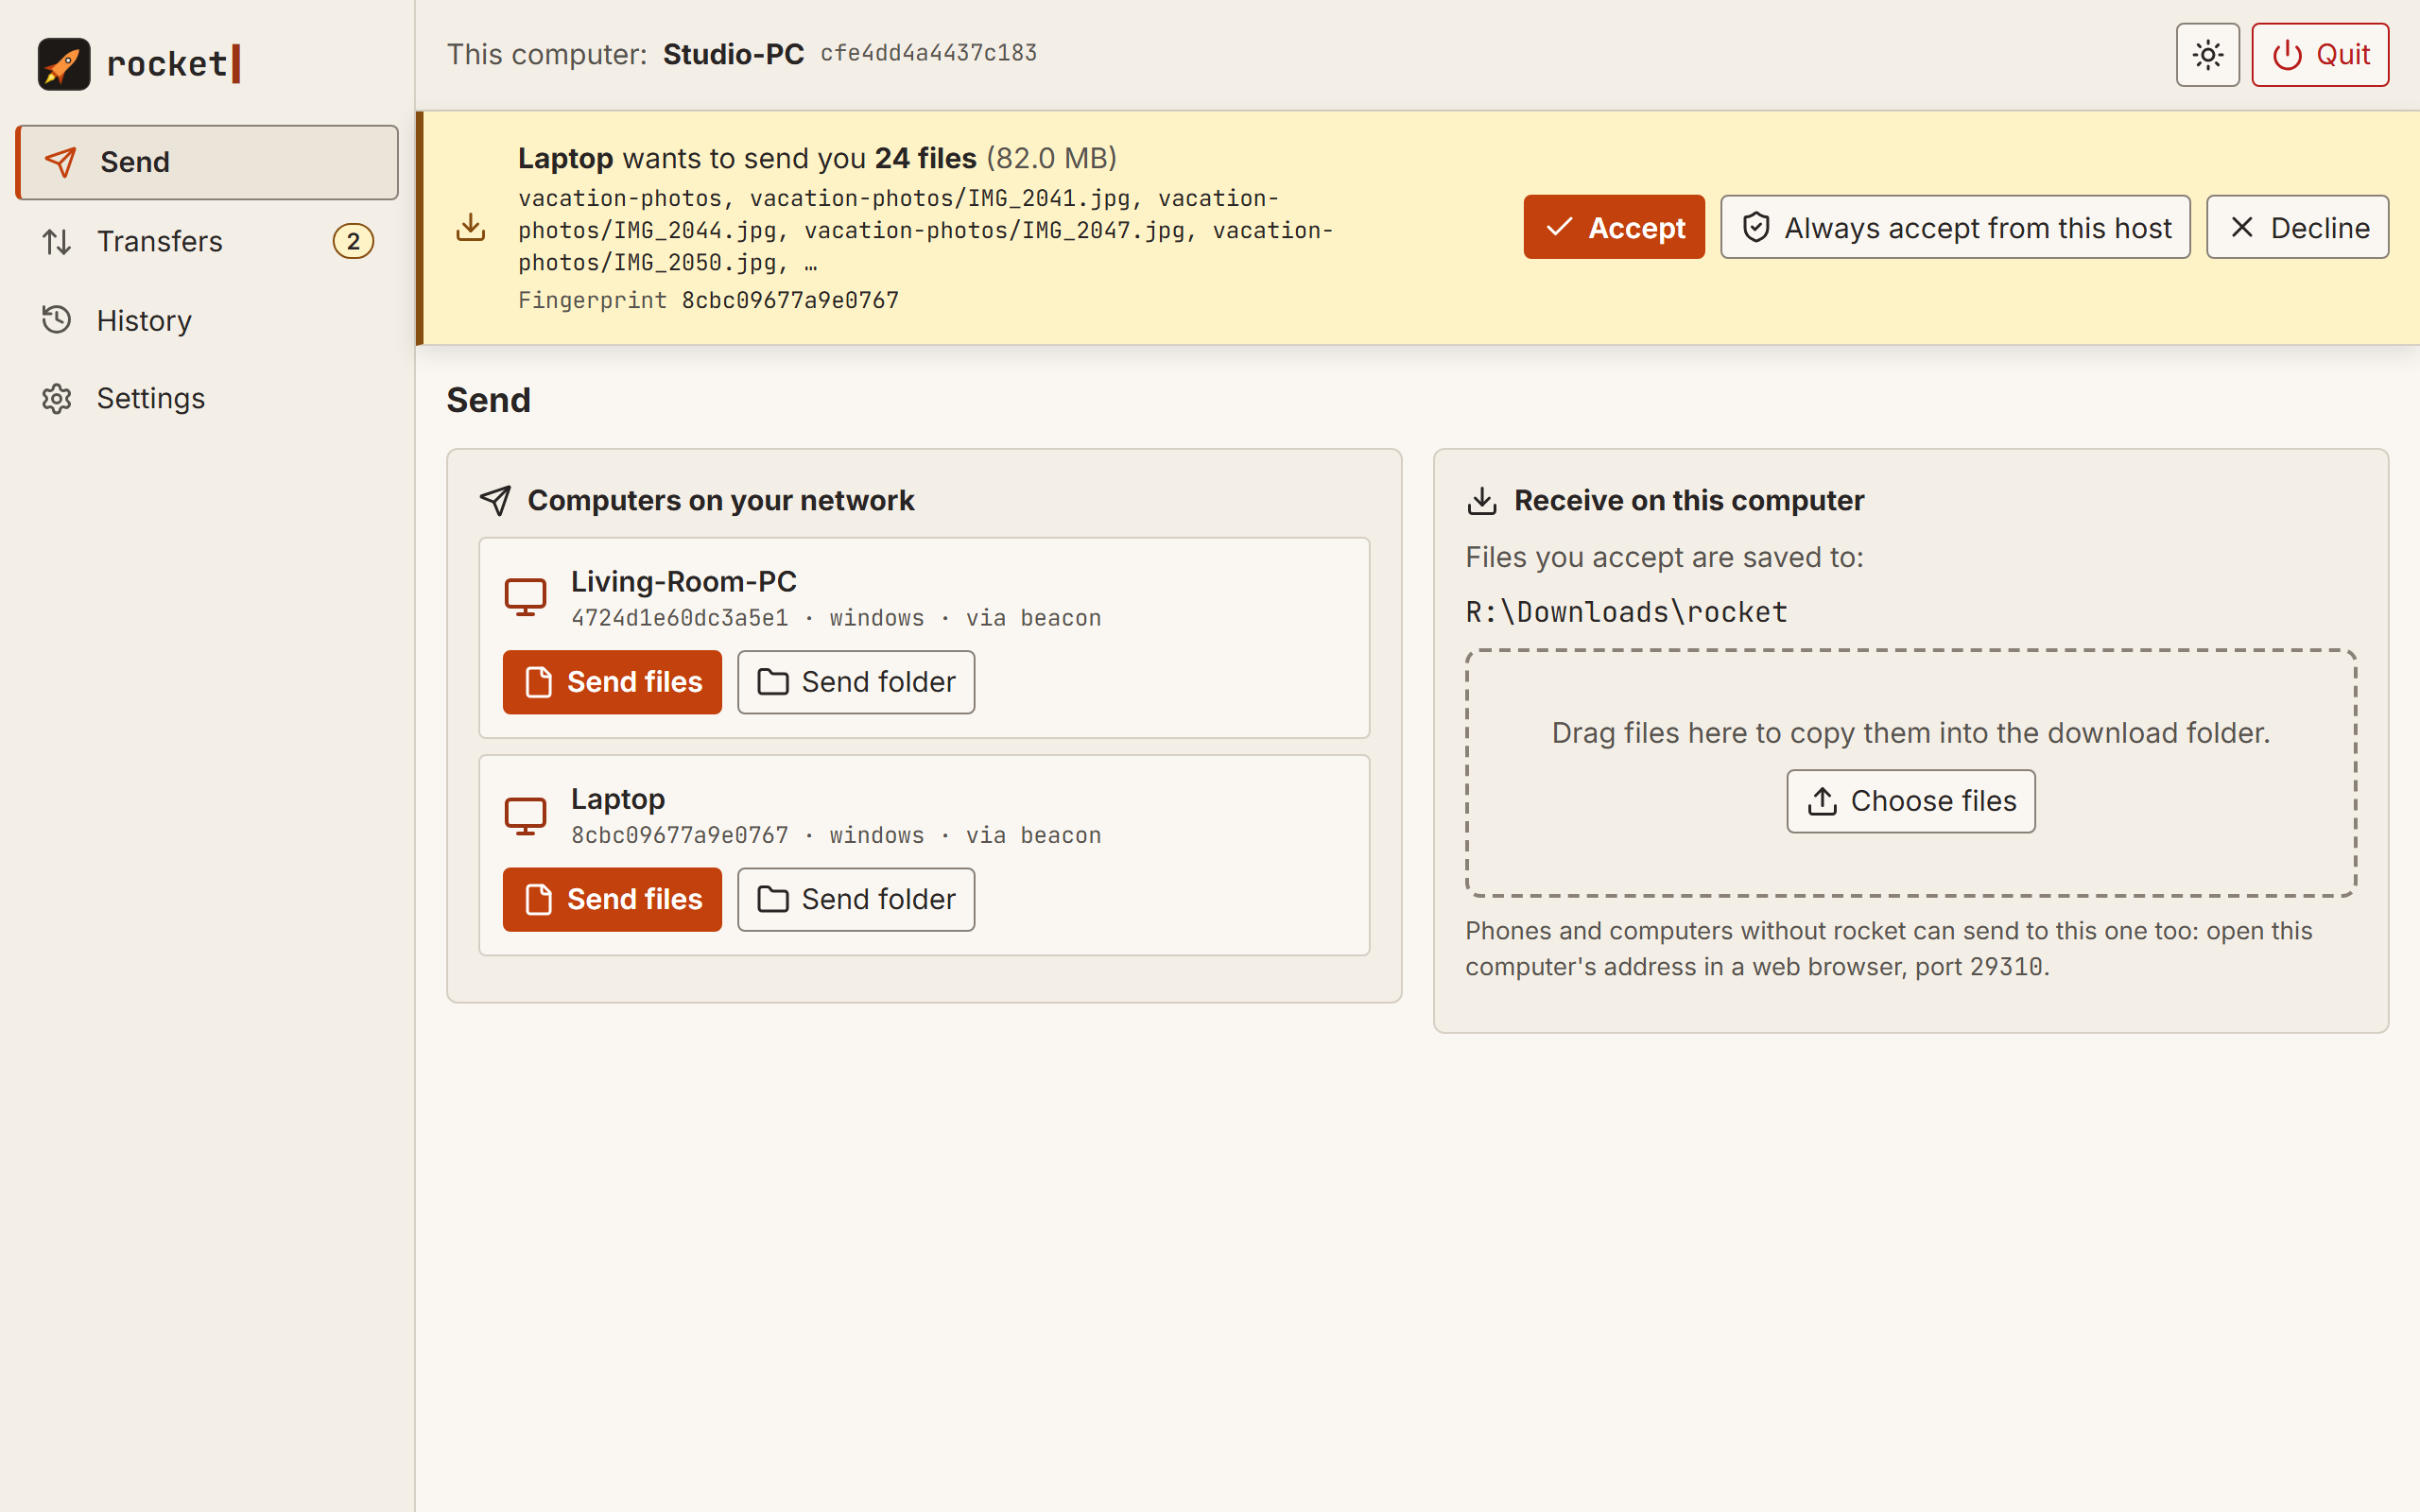 rocket
Send
Transfers 2
History
Settings
This computer: Studio-PC cfe4dd4a4437c183
Quit
Laptop wants to send you 24 files (82.0 MB)
vacation-photos, vacation-photos/IMG_2041.jpg, vacation-
photos/IMG_2044.jpg, vacation-photos/IMG_2047.jpg, vacation-
photos/IMG_2050.jpg, …
Fingerprint 8cbc09677a9e0767
Accept
Always accept from this host
Decline
Send
Computers on your network
Living-Room-PC
4724d1e60dc3a5e1 · windows · via beacon
Send files
Send folder
Laptop
8cbc09677a9e0767 · windows · via beacon
Send files
Send folder
Receive on this computer
Files you accept are saved to:
R:\Downloads\rocket
Drag files here to copy them into the download folder.
Choose files
Phones and computers without rocket can send to this one too: open this
computer's address in a web browser, port 29310.